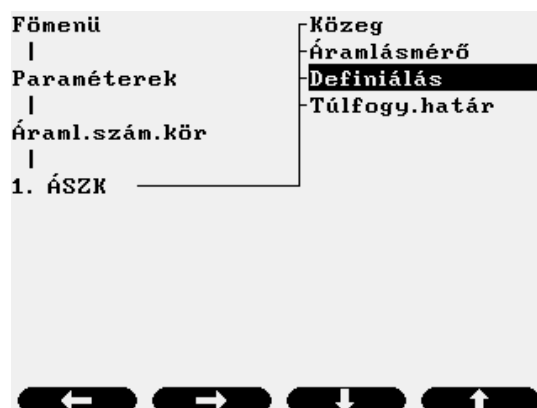 Főmenü
Paraméterek
Áraml.szám.kör
1. ÁSZK
Közeg
Áramlásmérő
Definiálás
Túlfogy.határ